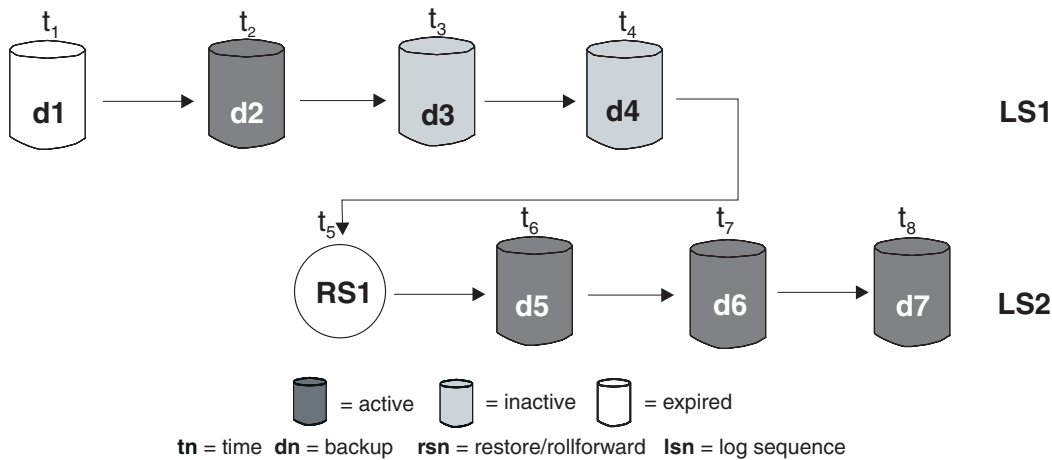 t1 t2 t3 t4
d1 d2 d3 d4 LS1
t5 t6 t7 t8
RS1 d5 d6 d7 LS2
= active = inactive = expired
tn = time dn = backup rsn = restore/rollforward lsn = log sequence